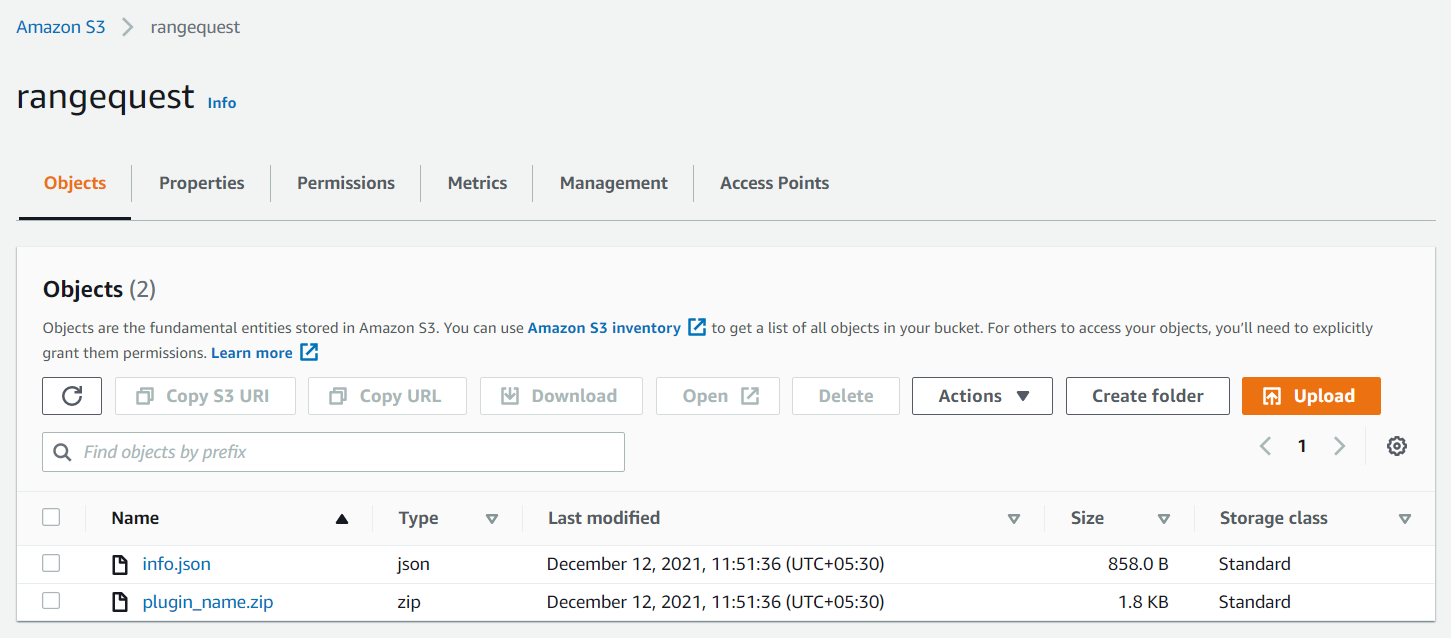 Amazon S3 rangequest
rangequest Info
Objects Properties Permissions Metrics Management Access Points
Objects (2)
Objects are the fundamental entities stored in Amazon S3. You can use Amazon S3 inventory to get a list of all objects in your bucket. For others to access your objects, you’ll need to explicitly
grant them permissions. Learn more
Copy S3 URI Copy URL Download Open Delete Actions Create folder Upload
Find objects by prefix 1
Name Type Last modified Size Storage class
info.json json December 12, 2021, 11:51:36 (UTC+05:30) 858.0 B Standard
plugin_name.zip zip December 12, 2021, 11:51:36 (UTC+05:30) 1.8 KB Standard